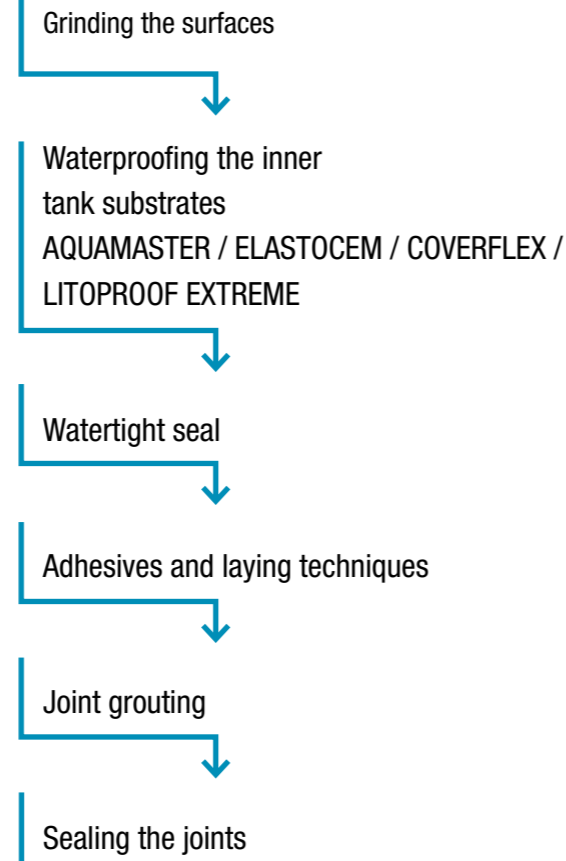 Grinding the surfaces
Waterproofing the inner
tank substrates
AQUAMASTER / ELASTOCEM / COVERFLEX /
LITOPROOF EXTREME
Watertight seal
Adhesives and laying techniques
Joint grouting
Sealing the joints